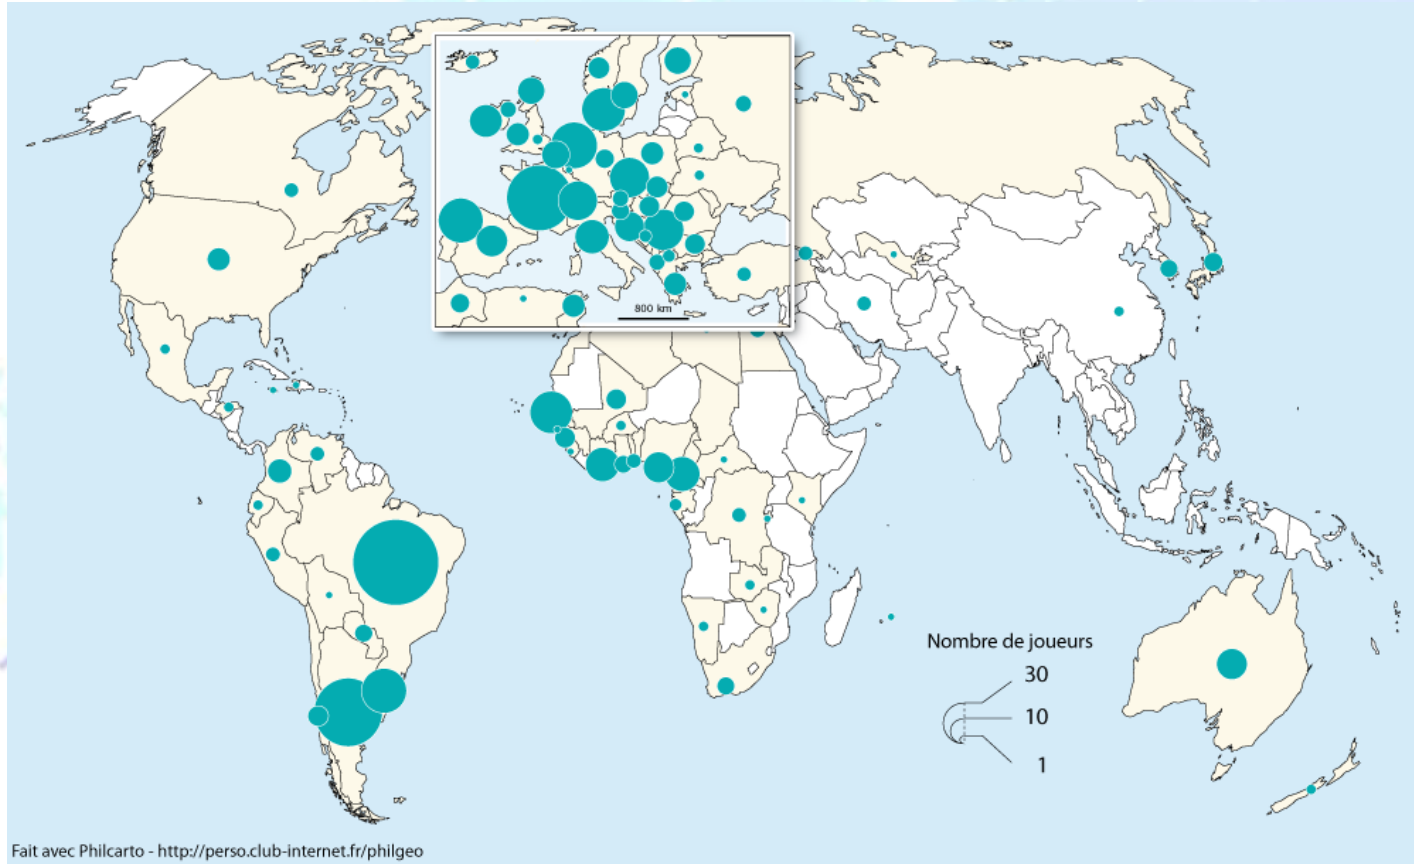 800 km
Nombre de joueurs
30
10
1
Fait avec Philcarto - http://perso.club-internet.fr/philgeo